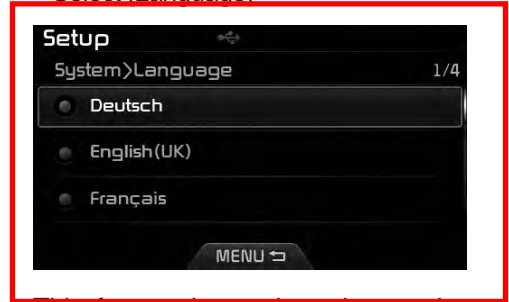 Setup
System>Language 1/4
Deutsch
English(UK)
Français
MENU